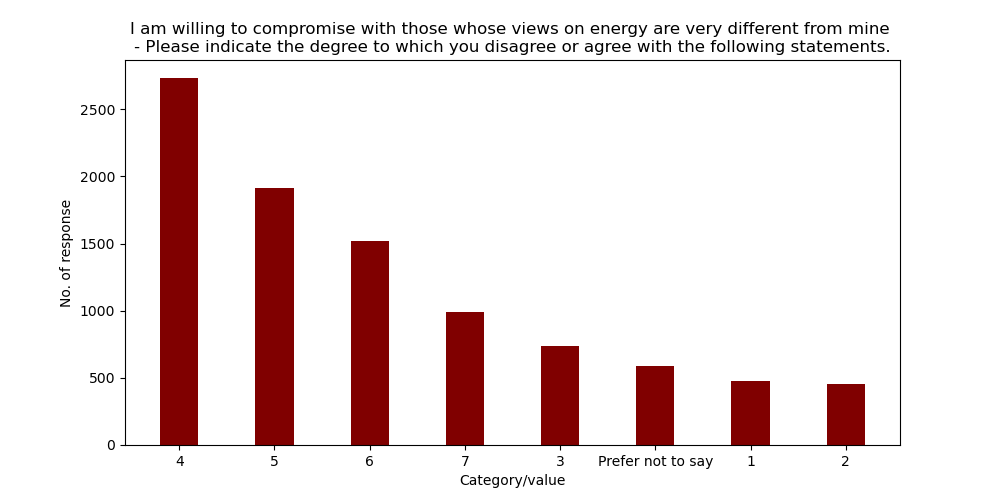 I am willing to compromise with those whose views on energy are very different from mine
- Please indicate the degree to which you disagree or agree with the following statements.
2500
2000
1500
1000
500
0
No. of response
4 5 6 7 3 Prefer not to say 1 2
Category/value